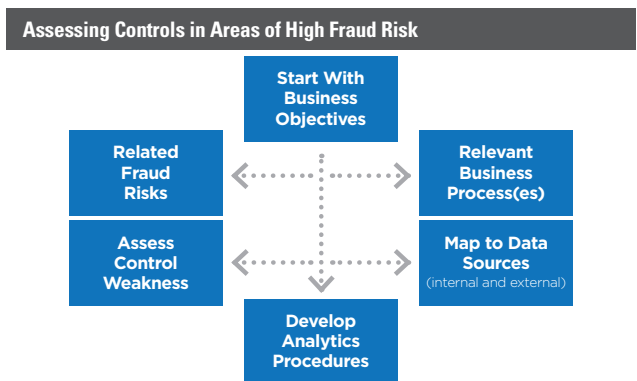 Assessing Controls in Areas of High Fraud Risk
Start With
Business
Objectives
Related
Fraud
Risks
Relevant
Business
Process(es)
Assess
Control
Weakness
Map to Data
Sources
(internal and external)
Develop
Analytics
Procedures